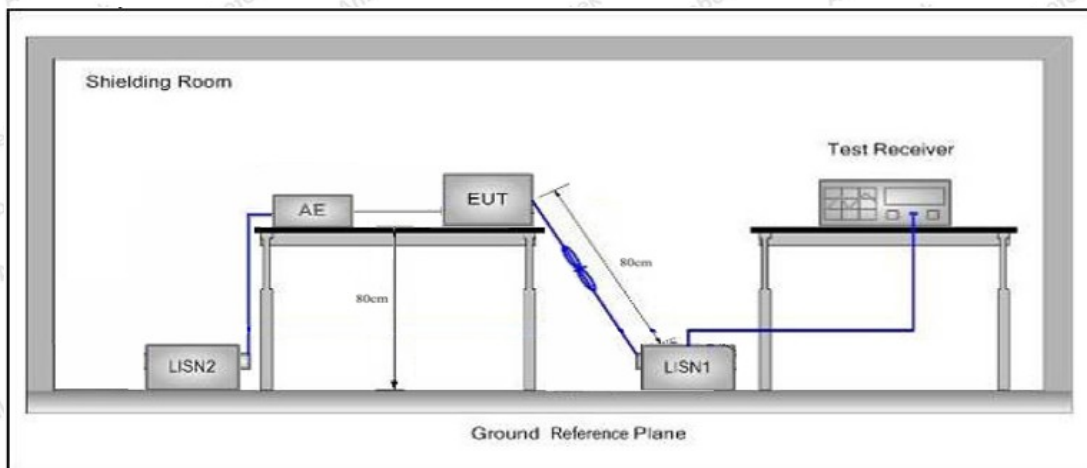 Shielding Room
Test Receiver
AE
EUT
80cm
80cm
LISN2
LISN1
Ground Reference Plane